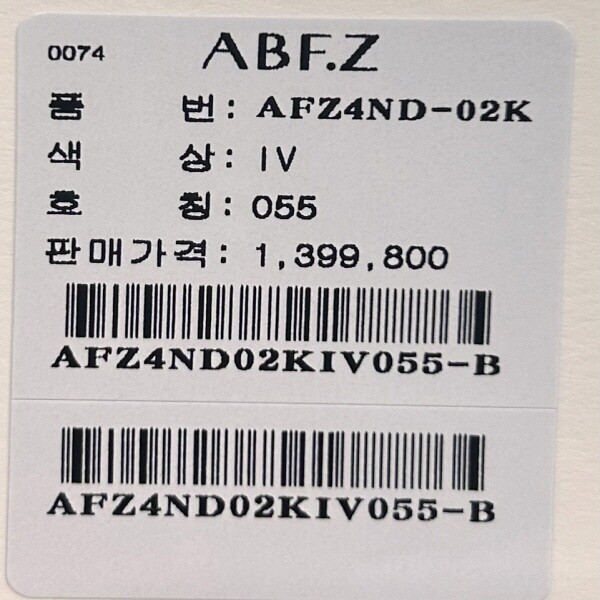 0074 ABF.Z
품 번: AFZ4ND-02K
색 상: IV
호 칭: 055
판매가격: 1,399,800
AFZ4ND02KIV055-B
AFZ4ND02KIV055-B